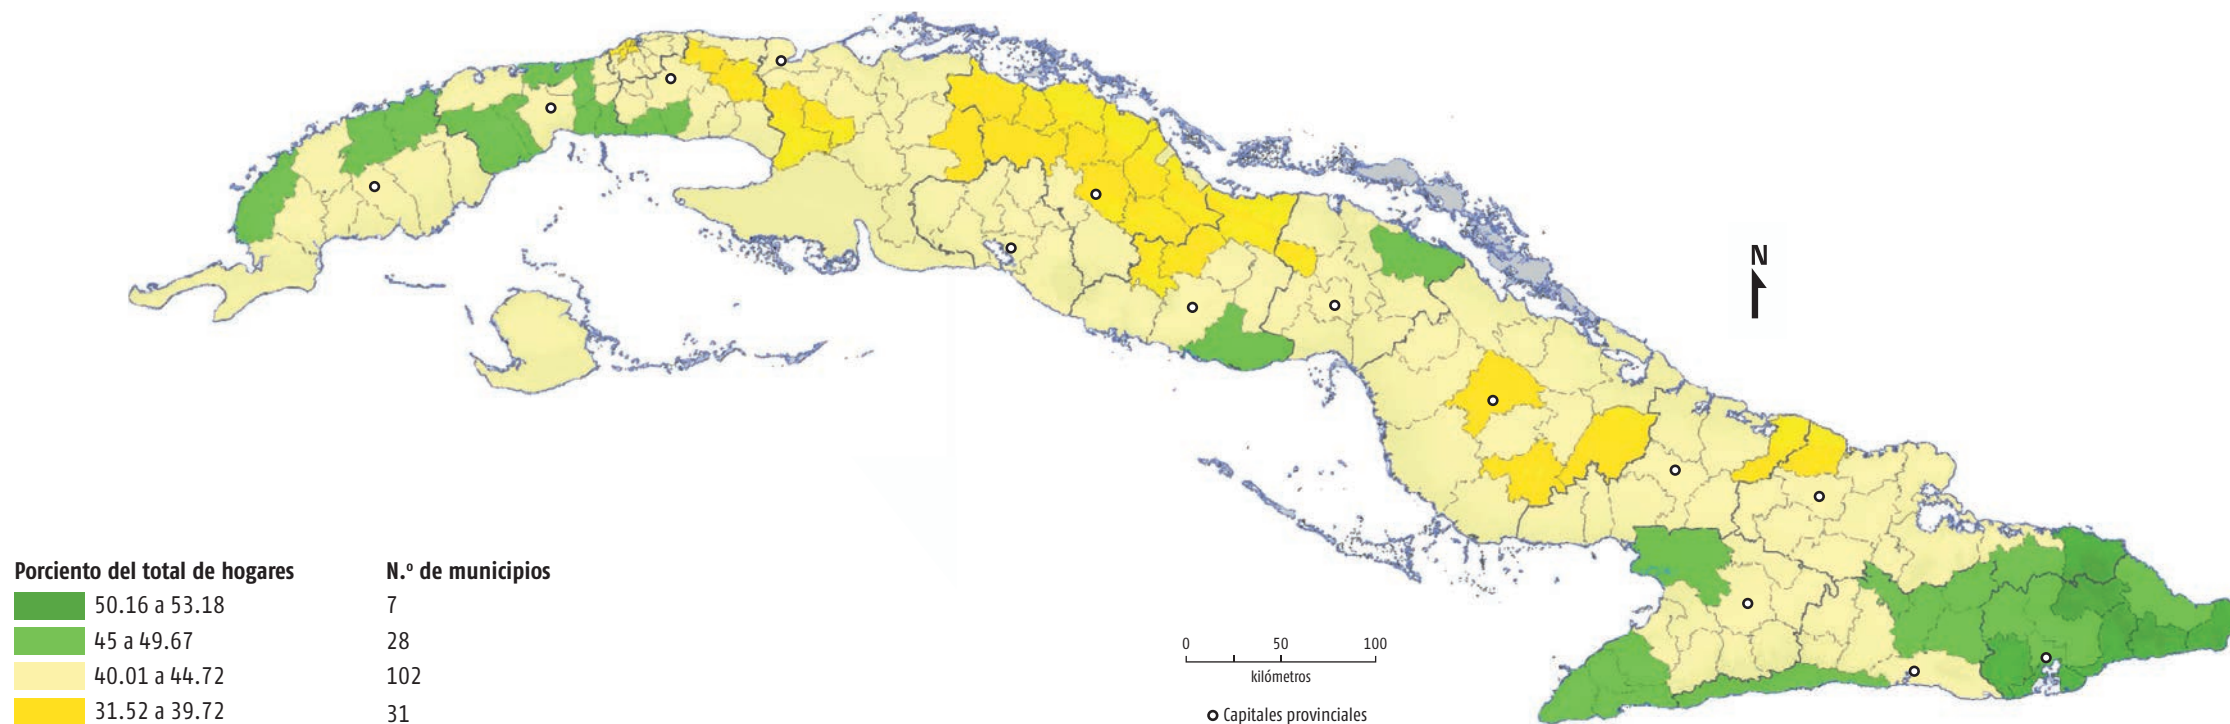 N
Porciento del total de hogares N.º de municipios
50.16 a 53.18 7
45 a 49.67 28
40.01 a 44.72 102
31.52 a 39.72 31
0 50 100
kilómetros
Capitales provinciales